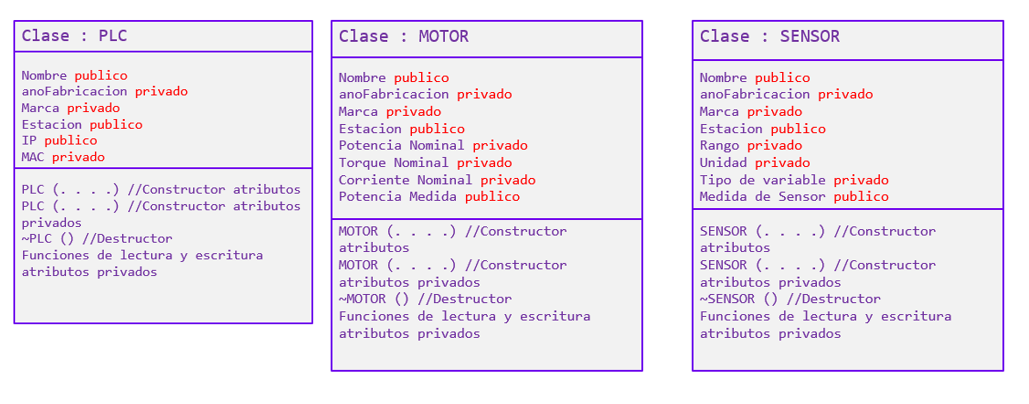 Clase : PLC
Nombre publico
anoFabricacion privado
Marca privado
Estacion publico
IP publico
MAC privado
PLC (. . . .) //Constructor atributos
PLC (. . . .) //Constructor atributos
privados
~PLC () //Destructor
Funciones de lectura y escritura
atributos privados
Clase : MOTOR
Nombre publico
anoFabricacion privado
Marca privado
Estacion publico
Potencia Nominal privado
Torque Nominal privado
Corriente Nominal privado
Potencia Medida publico
MOTOR (. . . .) //Constructor
atributos
MOTOR (. . . .) //Constructor
atributos privados
~MOTOR () //Destructor
Funciones de lectura y escritura
atributos privados
Clase : SENSOR
Nombre publico
anoFabricacion privado
Marca privado
Estacion publico
Rango privado
Unidad privado
Tipo de variable privado
Medida de Sensor publico
SENSOR (. . . .) //Constructor
atributos
SENSOR (. . . .) //Constructor
atributos privados
~SENSOR () //Destructor
Funciones de lectura y escritura
atributos privados